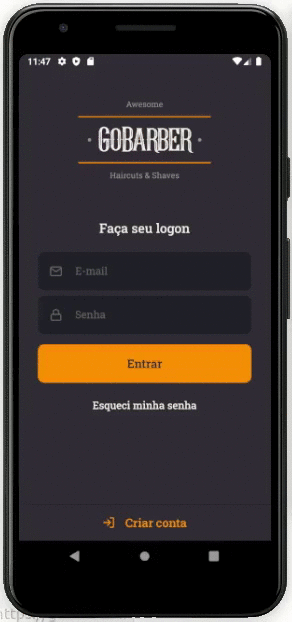 11:47
Awesome
GOBARBER
Haircuts & Shaves
Faça seu logon
E-mail
Senha
Entrar
Esqueci minha senha
Criar conta